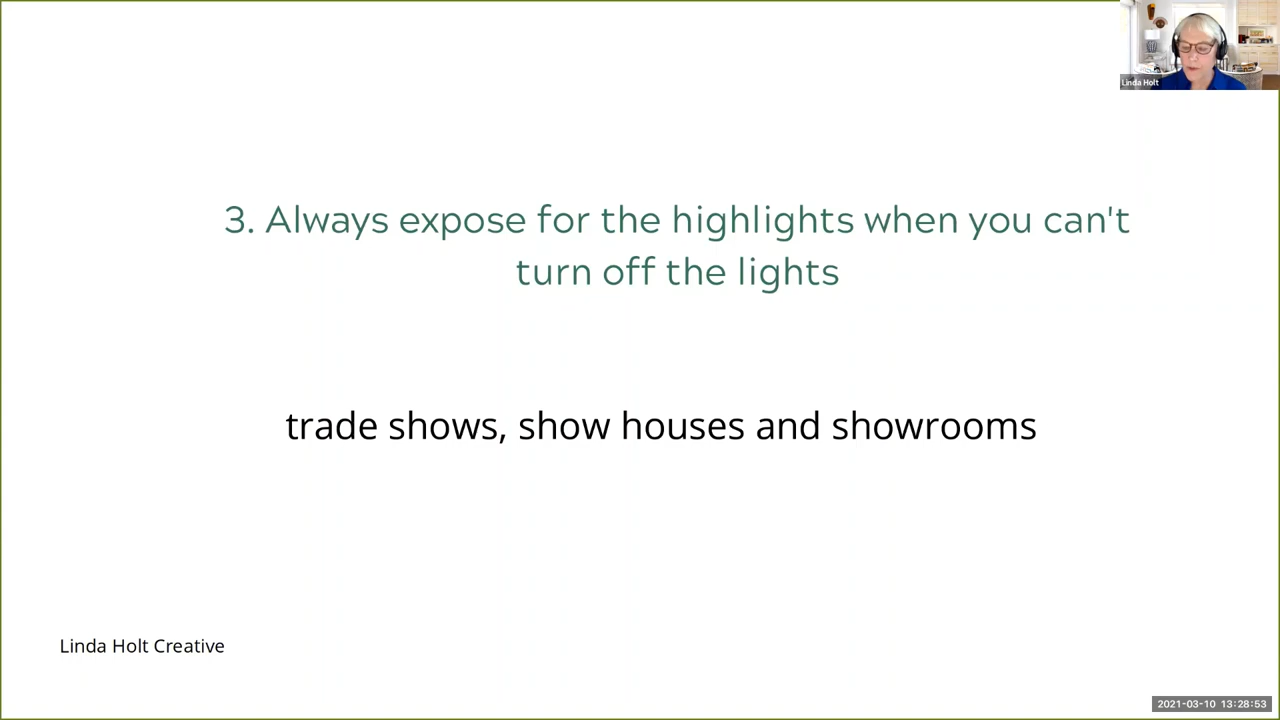 Linda Holt
3. Always expose for the highlights when you can't
turn off the lights
trade shows, show houses and showrooms
Linda Holt Creative
2021-03-10 13:28:53